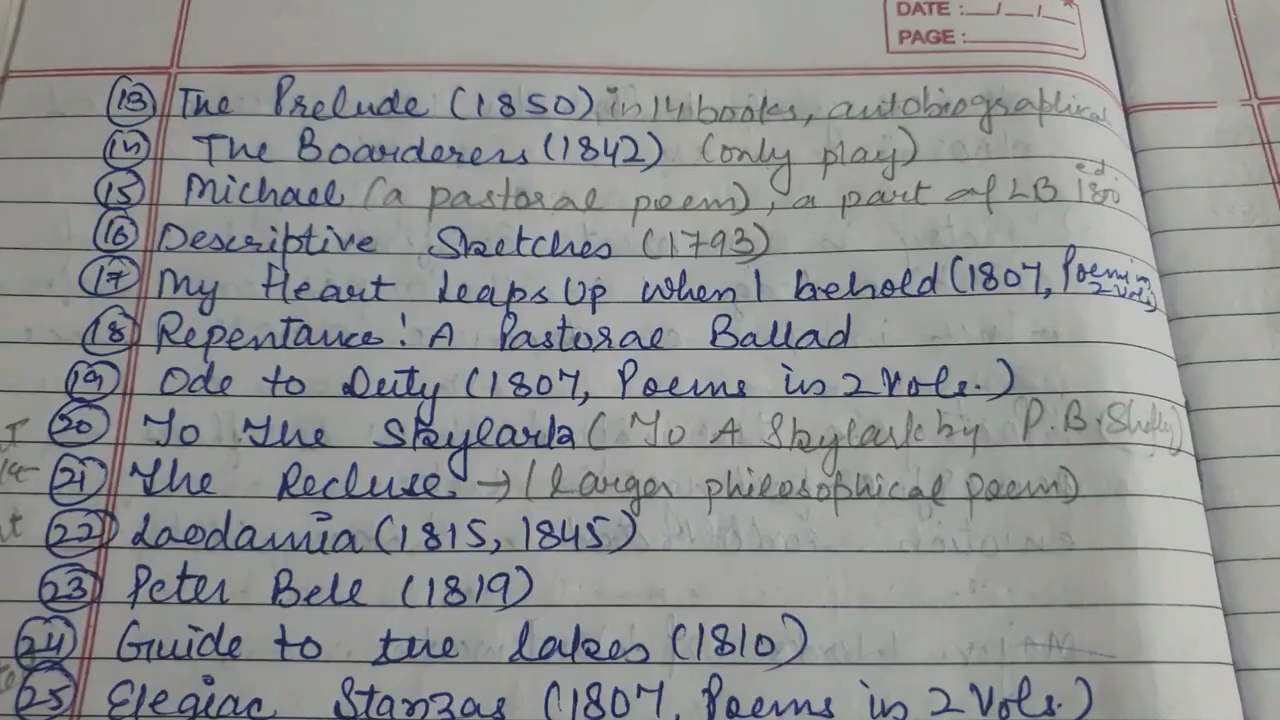 DATE :__/__/__
PAGE :
(13) The Prelude (1850) in 14 books, autobiographical
(14) The Boarderers (1842) (only play)
(15) Michael (a pastoral poem), a part of LB ed. 1800
(16) Descriptive Sketches (1793)
(17) My Heart Leaps Up when I behold (1807, Poem in 2 Vols)
(18) Repentance: A Pastoral Ballad
(19) Ode to Duty (1807, Poems in 2 Vols.)
(20) To The Skylark (To A Skylark by P.B. Shelly)
(21) The Recluse → (larger philosophical poem)
(22) Laodamia (1815, 1845)
(23) Peter Bell (1819)
(24) Guide to the Lakes (1810)
(25) Elegiac Stanzas (1807, Poems in 2 Vols.)